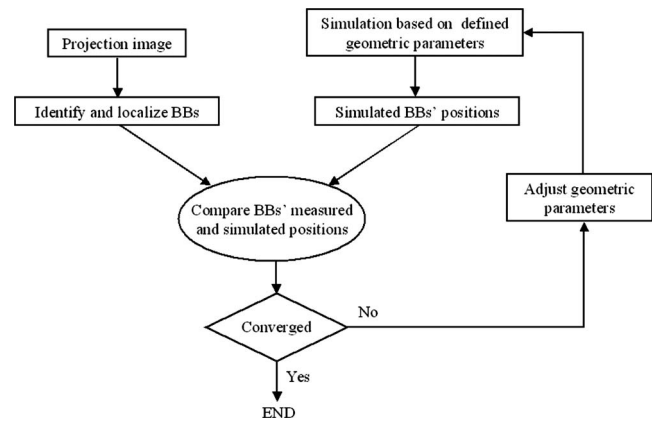 Projection image
Simulation based on defined
geometric parameters
Identify and localize BBs
Simulated BBs' positions
Compare BBs' measured
and simulated positions
Adjust geometric
parameters
Converged
No
Yes
END